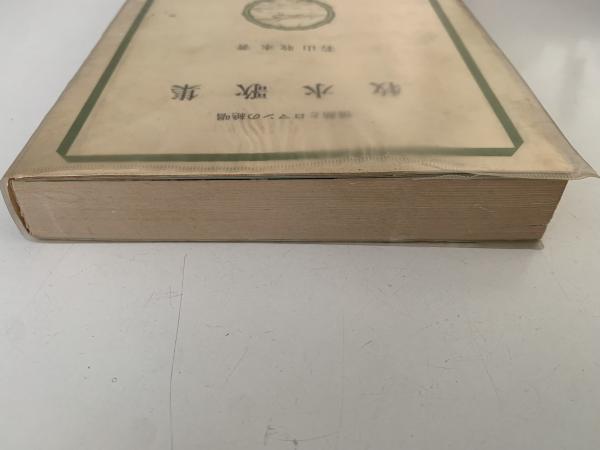 情熱とロマンの絶唱
牧水歌集
若山牧水著